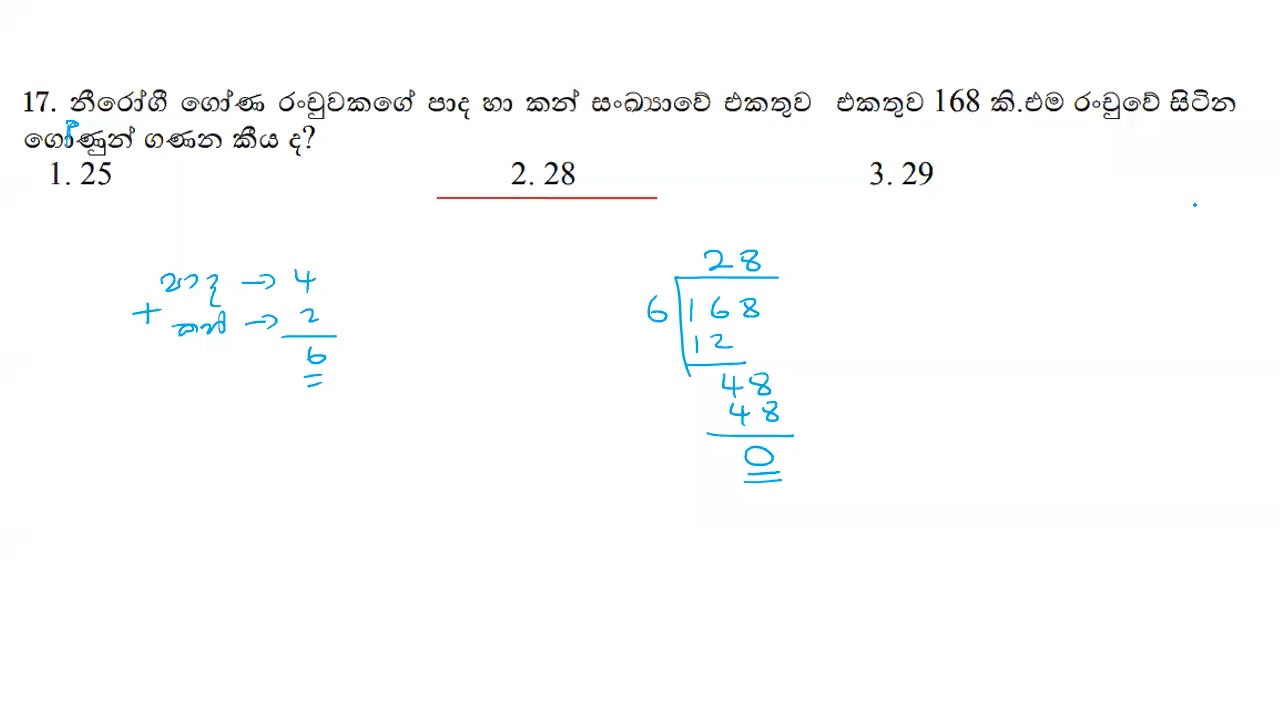 17. නීරෝගී ගෝණ රංචුවකගේ පාද හා කන් සංඛ්‍යාවේ එකතුව එකතුව 168 කි.එම රංචුවේ සිටින
ගෝණුන් ගණන කීය ද?
1. 25 2. 28 3. 29
පාද → 4
+ කන් → 2
6
28
6 168
12
48
48
0